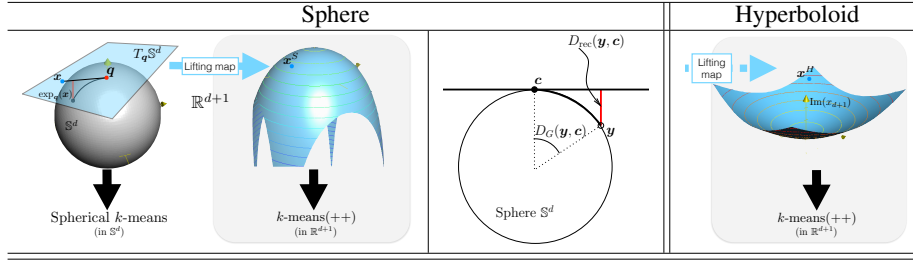 Sphere
Hyperboloid
T_q 𝕊^d
x
q
exp_q(x)
𝕊^d
Lifting map
ℝ^{d+1}
x^S
Spherical k-means
(in 𝕊^d)
k-means(++)
(in ℝ^{d+1})
D_rec(y, c)
c
y
D_G(y, c)
Sphere 𝕊^d
Lifting
map
x^H
Im(x_{d+1})
k-means(++)
(in ℝ^{d+1})